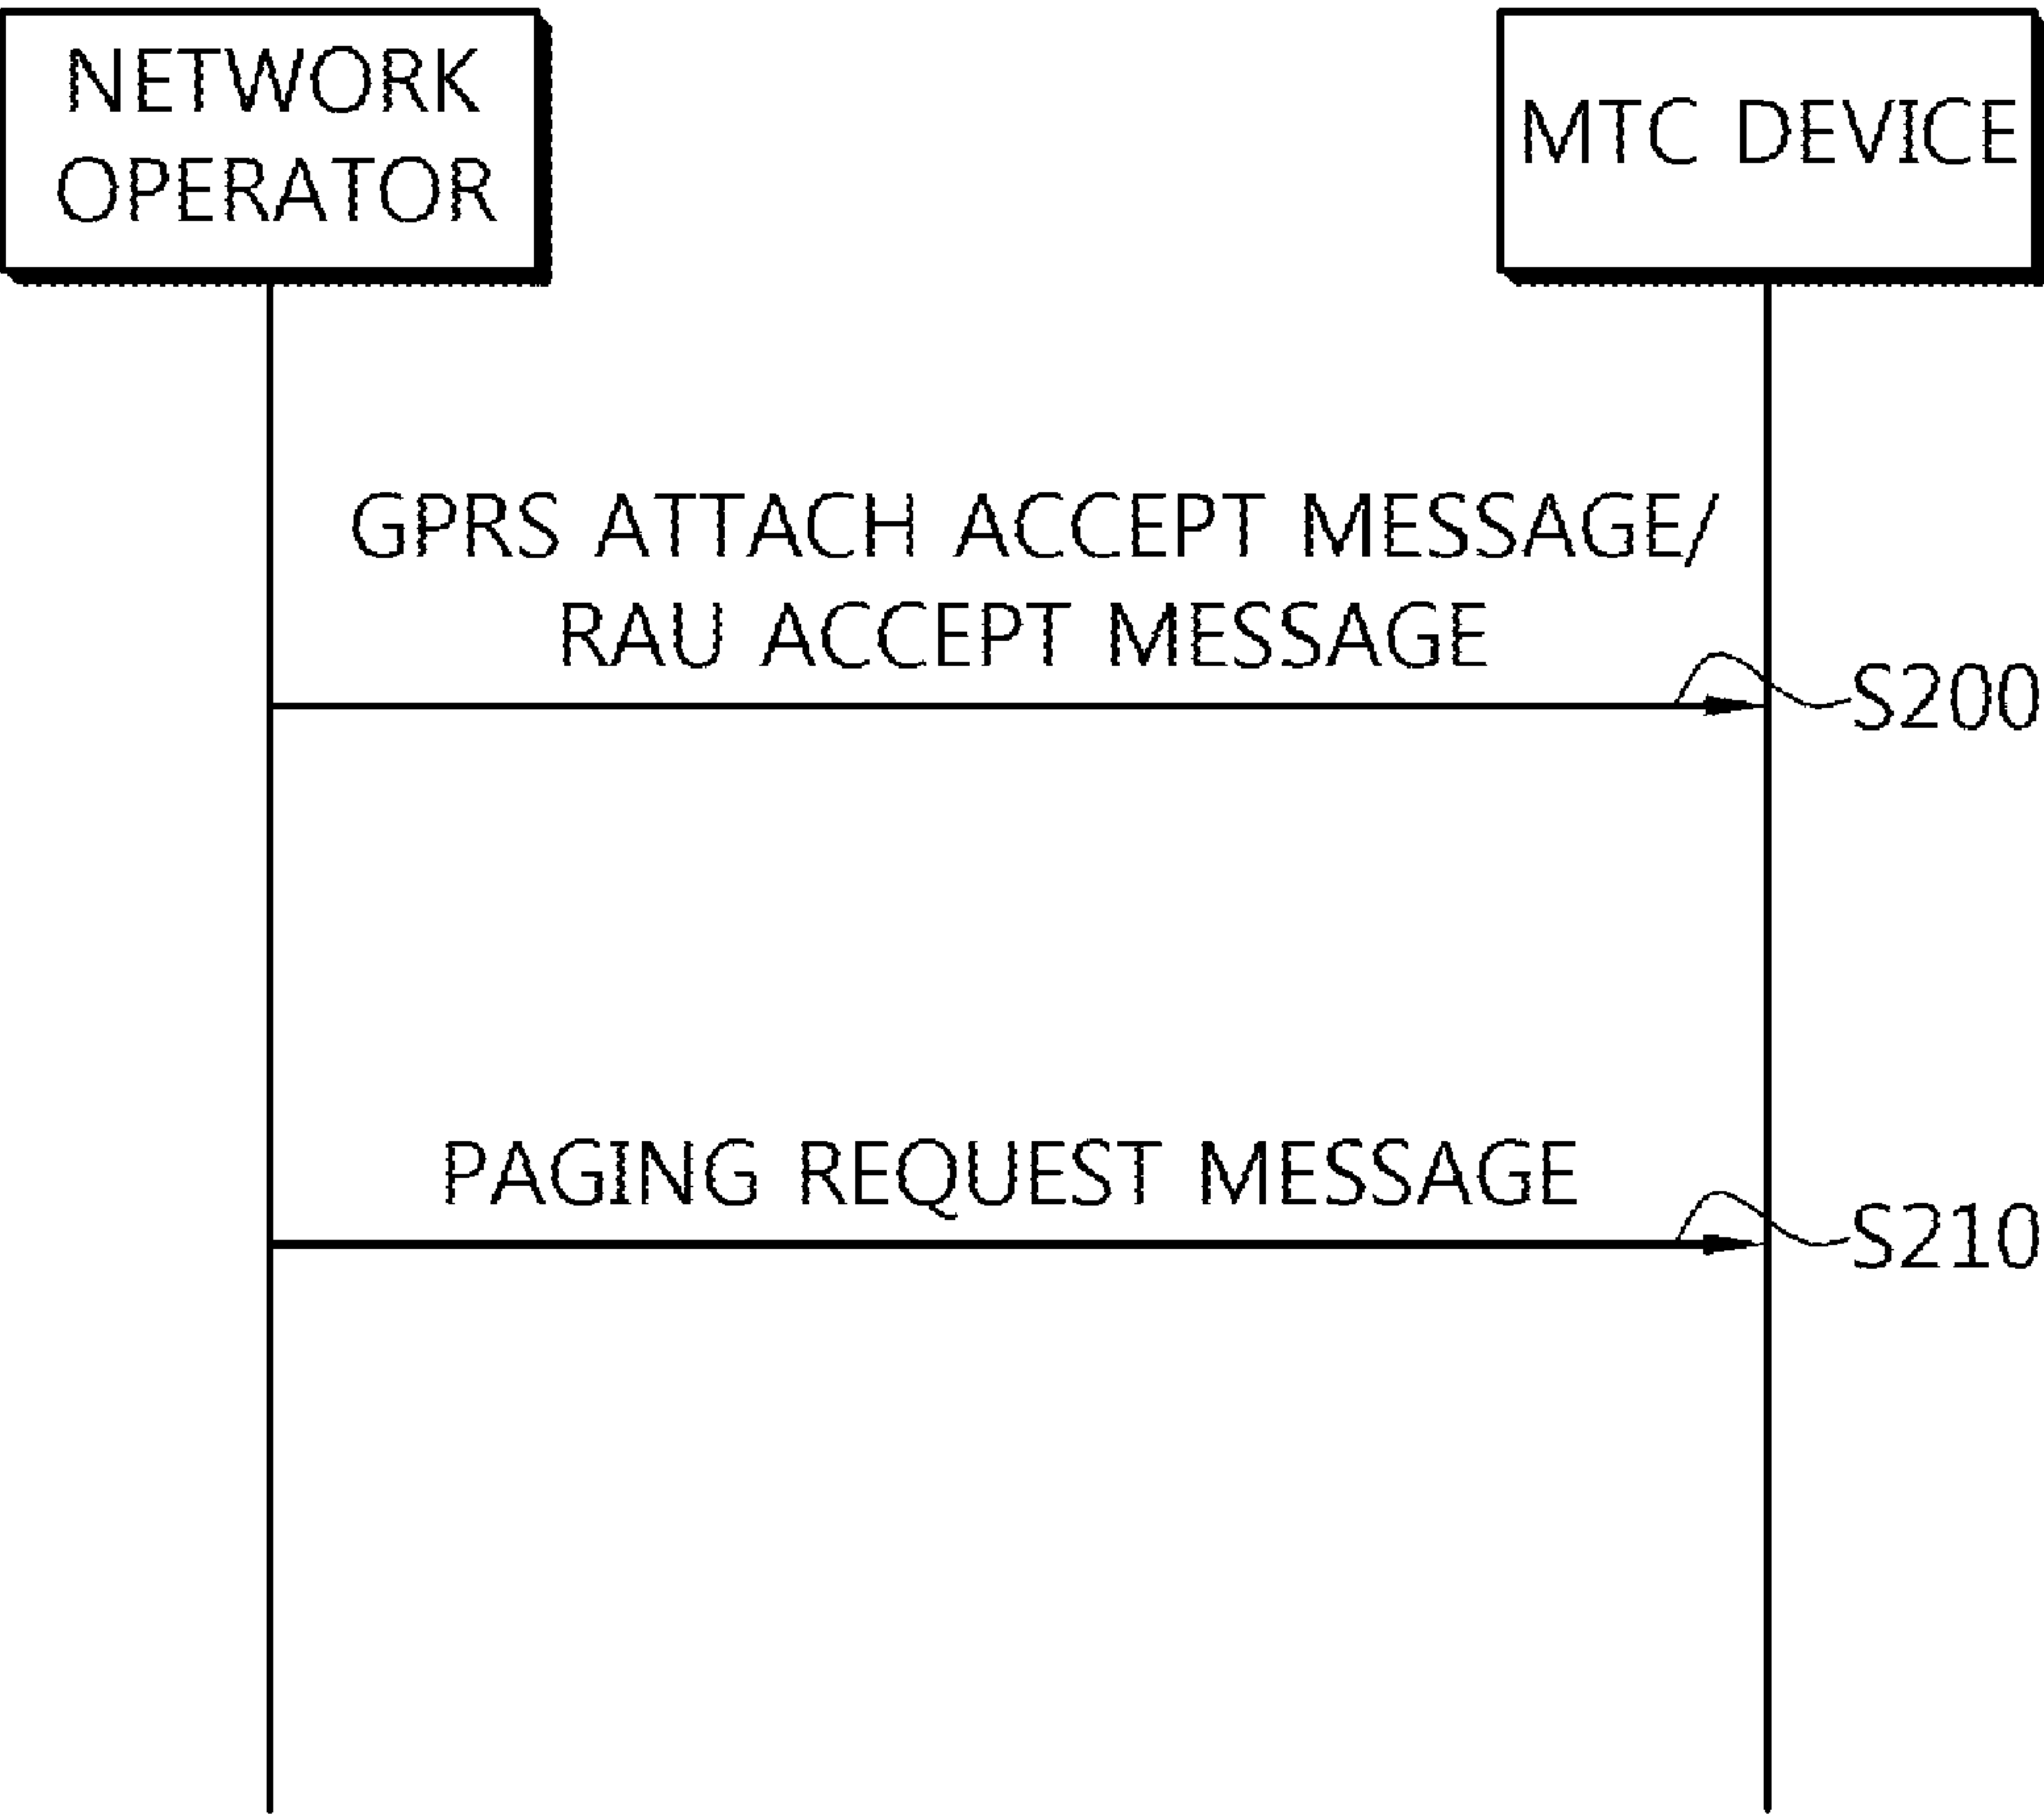 NETWORK
OPERATOR
MTC DEVICE
GPRS ATTACH ACCEPT MESSAGE/
RAU ACCEPT MESSAGE
S200
PAGING REQUEST MESSAGE
S210